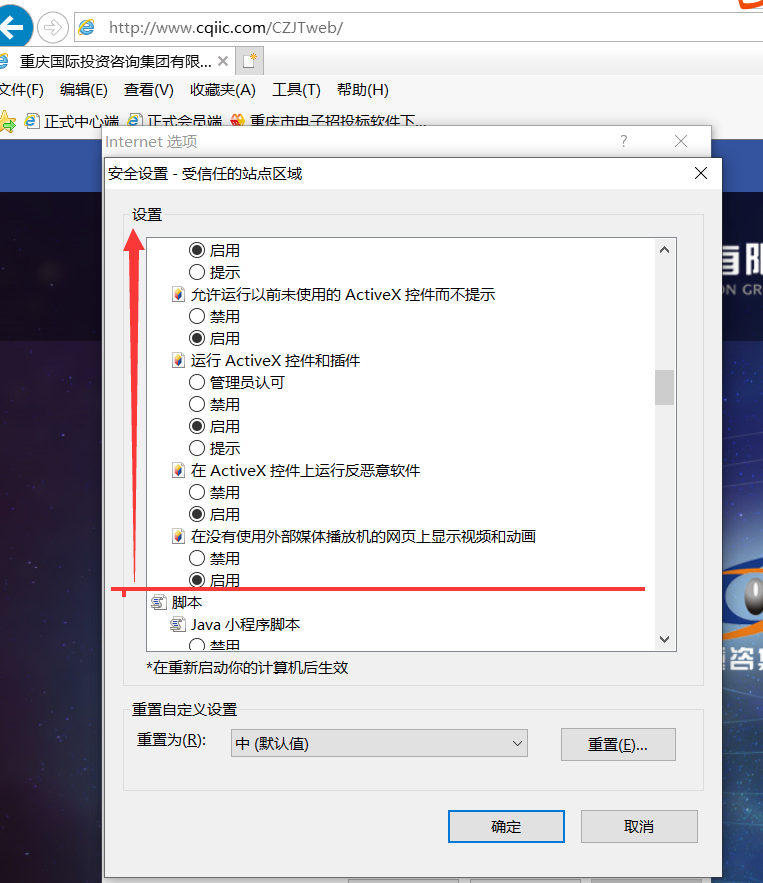 http://www.cqiic.com/CZJTweb/
重庆国际投资咨询集团有限...
文件(F) 编辑(E) 查看(V) 收藏夹(A) 工具(T) 帮助(H)
正式中心端 正式会员端 重庆市电子招投标软件下...
Internet 选项
安全设置 - 受信任的站点区域
设置
启用
提示
允许运行以前未使用的 ActiveX 控件而不提示
禁用
启用
运行 ActiveX 控件和插件
管理员认可
禁用
启用
提示
在 ActiveX 控件上运行反恶意软件
禁用
启用
在没有使用外部媒体播放机的网页上显示视频和动画
禁用
启用
脚本
Java 小程序脚本
禁用
*在重新启动你的计算机后生效
重置自定义设置
重置为(R):
中 (默认值)
重置(E)...
确定
取消
有限
ON GR
咨集